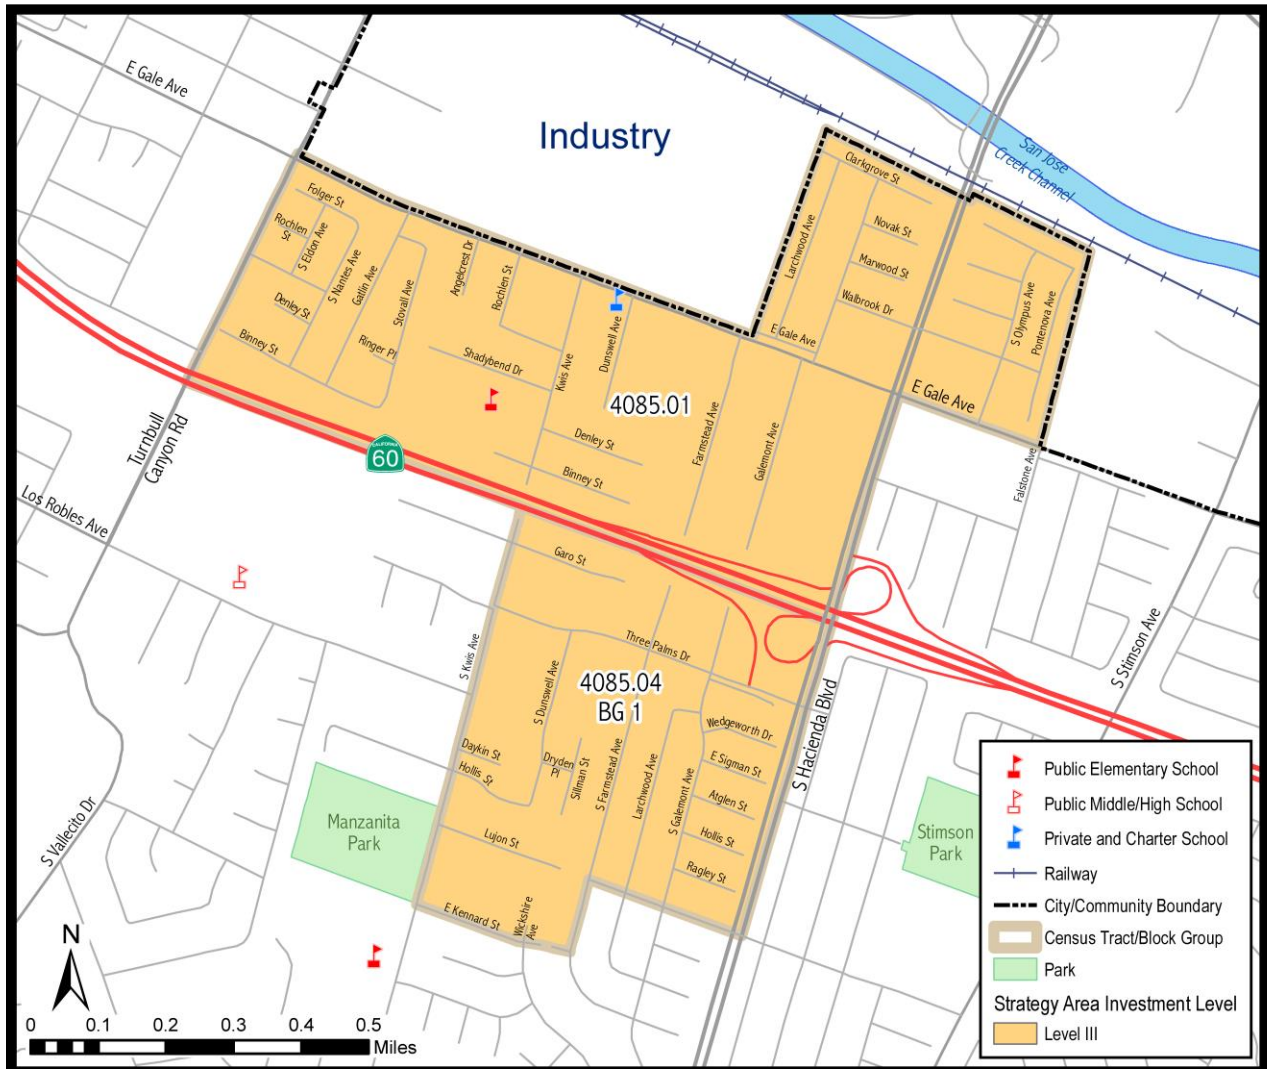 E Gale Ave
Industry
San Jose
Creek Channel
Clarkgrove St
Folger St
Rochlen
St
S Eldon Ave
S Nantes Ave
Gatlin Ave
Stovall Ave
Angelcrest Dr
Rochlen St
Larchwood Ave
Novak St
Marwood St
Walbrook Dr
S Olympus Ave
Pontenova Ave
Denley St
Binney St
Ringer Pl
Shadybend Dr
Kwis Ave
Dunswell Ave
E Gale Ave
E Gale Ave
4085.01
Farmstead Ave
Galemont Ave
Denley St
Binney St
Falstone Ave
Turnbull
Canyon Rd
CALIFORNIA
60
Los Robles Ave
Garo St
Three Palms Dr
S Kwis Ave
S Dunswell Ave
4085.04
BG 1
S Stimson Ave
S Hacienda Blvd
Wedgeworth Dr
E Sigman St
Atglen St
Hollis St
Ragley St
Daykin St
Hollis St
Dryden
Pl
Sillman St
S Farmstead Ave
Larchwood Ave
S Galemont Ave
Lujon St
E Kennard St
Wickshire
Ave
Manzanita
Park
Stimson
Park
S Vallecito Dr
Public Elementary School
Public Middle/High School
Private and Charter School
Railway
City/Community Boundary
Census Tract/Block Group
Park
Strategy Area Investment Level
Level III
N
0 0.1 0.2 0.3 0.4 0.5
Miles